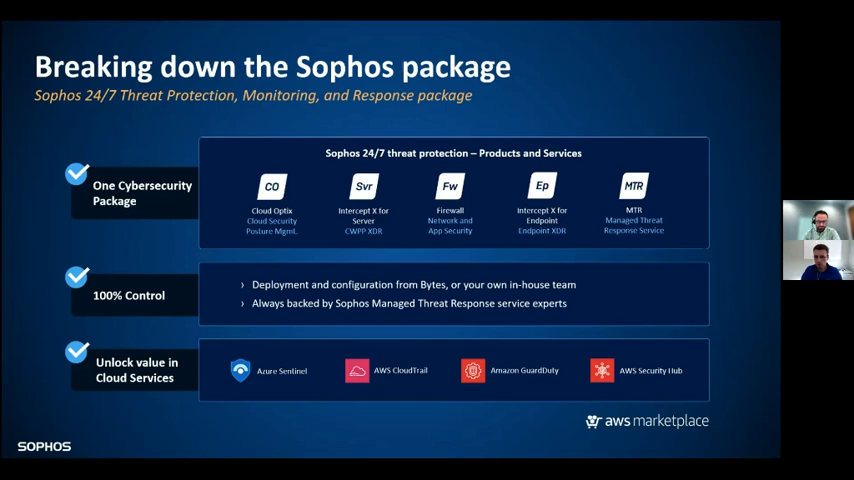 Breaking down the Sophos package
Sophos 24/7 Threat Protection, Monitoring, and Response package
One Cybersecurity
Package
Sophos 24/7 threat protection – Products and Services
CO
Svr
Fw
Ep
MTR
Cloud Optix
Cloud Security
Posture Mgmt.
Intercept X for
Server
CWPP XDR
Firewall
Network and
App Security
Intercept X for
Endpoint
Endpoint XDR
MTR
Managed Threat
Response Service
100% Control
› Deployment and configuration from Bytes, or your own in-house team
› Always backed by Sophos Managed Threat Response service experts
Unlock value in
Cloud Services
Azure Sentinel
AWS CloudTrail
Amazon GuardDuty
AWS Security Hub
aws marketplace
SOPHOS